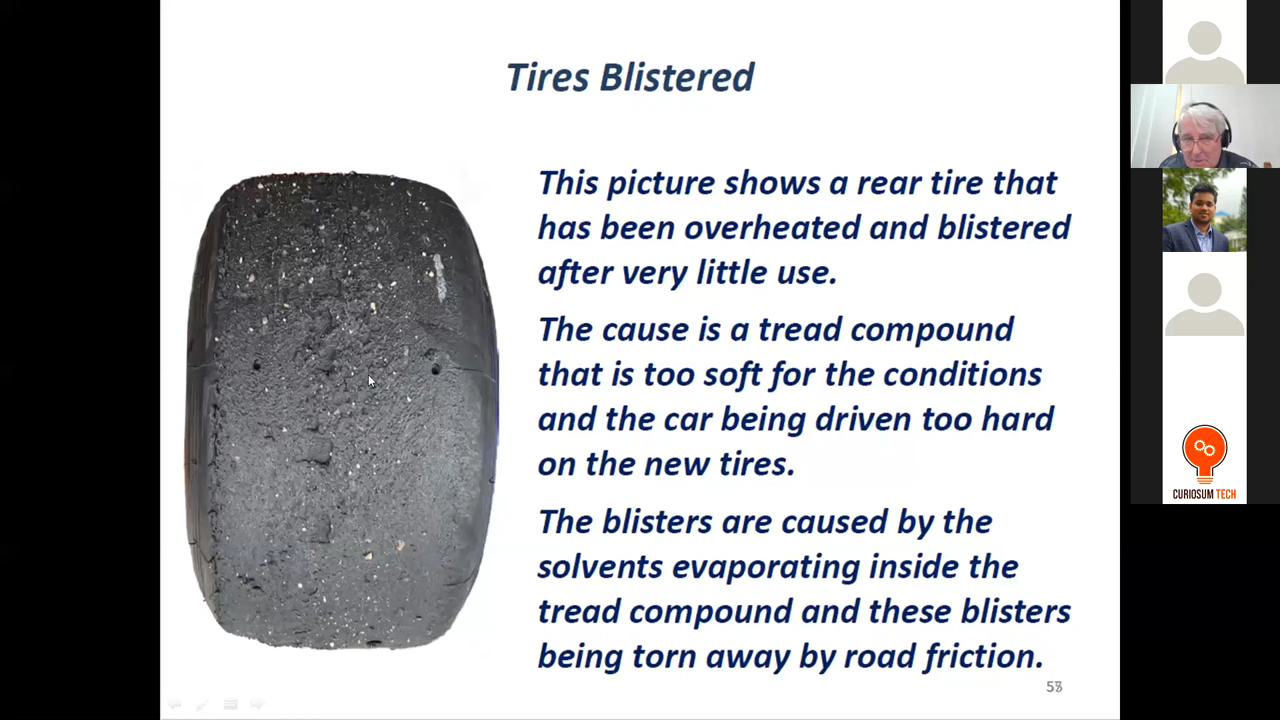 Tires Blistered
This picture shows a rear tire that
has been overheated and blistered
after very little use.
The cause is a tread compound
that is too soft for the conditions
and the car being driven too hard
on the new tires.
The blisters are caused by the
solvents evaporating inside the
tread compound and these blisters
being torn away by road friction.
CURIOSUM TECH